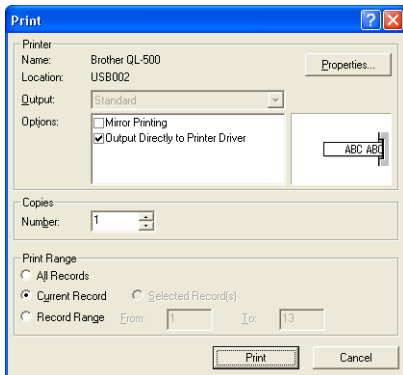 Print
Printer
Name: Brother QL-500
Properties...
Location: USB002
Output: Standard
Options: Mirror Printing
Output Directly to Printer Driver
ABC ABC
Copies
Number: 1
Print Range
All Records
Current Record Selected Record(s)
Record Range From: 1 To: 13
Print Cancel